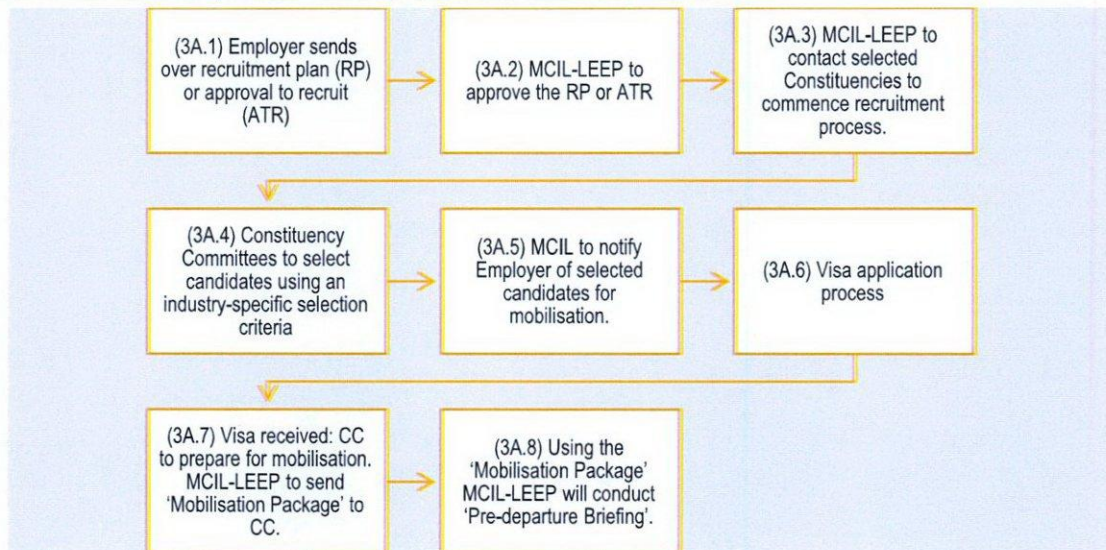 (3A.1) Employer sends
over recruitment plan (RP)
or approval to recruit
(ATR)
(3A.2) MCIL-LEEP to
approve the RP or ATR
(3A.3) MCIL-LEEP to
contact selected
Constituencies to
commence recruitment
process.
(3A.4) Constituency
Committees to select
candidates using an
industry-specific selection
criteria
(3A.5) MCIL to notify
Employer of selected
candidates for
mobilisation.
(3A.6) Visa application
process
(3A.7) Visa received: CC
to prepare for mobilisation.
MCIL-LEEP to send
‘Mobilisation Package’ to
CC.
(3A.8) Using the
‘Mobilisation Package’
MCIL-LEEP will conduct
‘Pre-departure Briefing’.